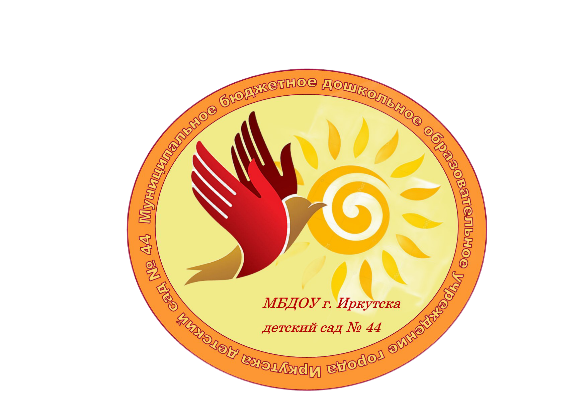 Муниципальное бюджетное дошкольное образовательное учреждение города Иркутска детский сад № 44
МБДОУ г. Иркутска
детский сад № 44